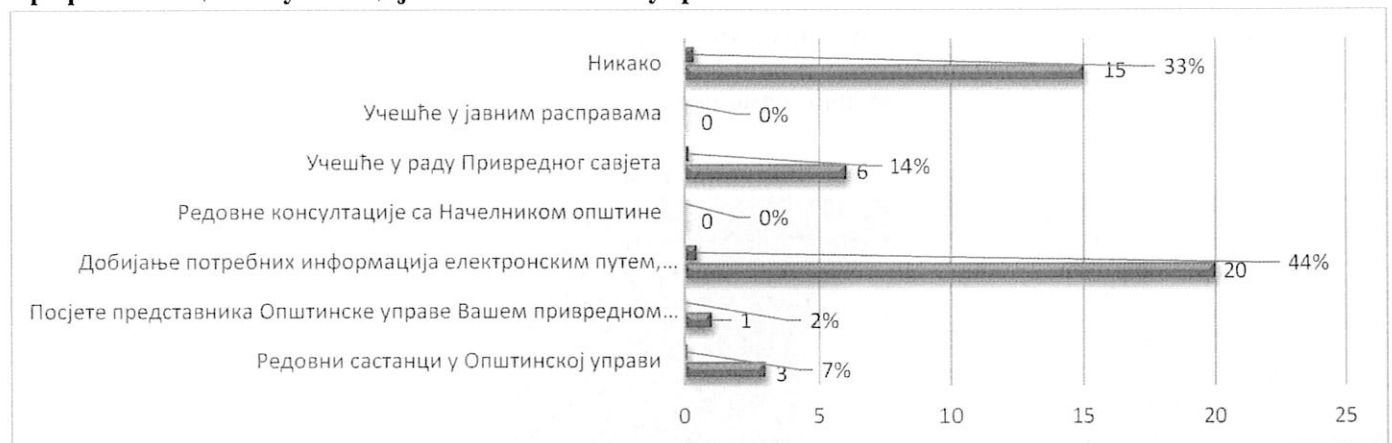 Никако 15 33%
Учешће у јавним расправама 0 0%
Учешће у раду Привредног савјета 6 14%
Редовне консултације са Начелником општине 0 0%
Добијање потребних информација електронским путем,... 20 44%
Посјете представника Општинске управе Вашем привредном... 1 2%
Редовни састанци у Општинској управи 3 7%
0 5 10 15 20 25